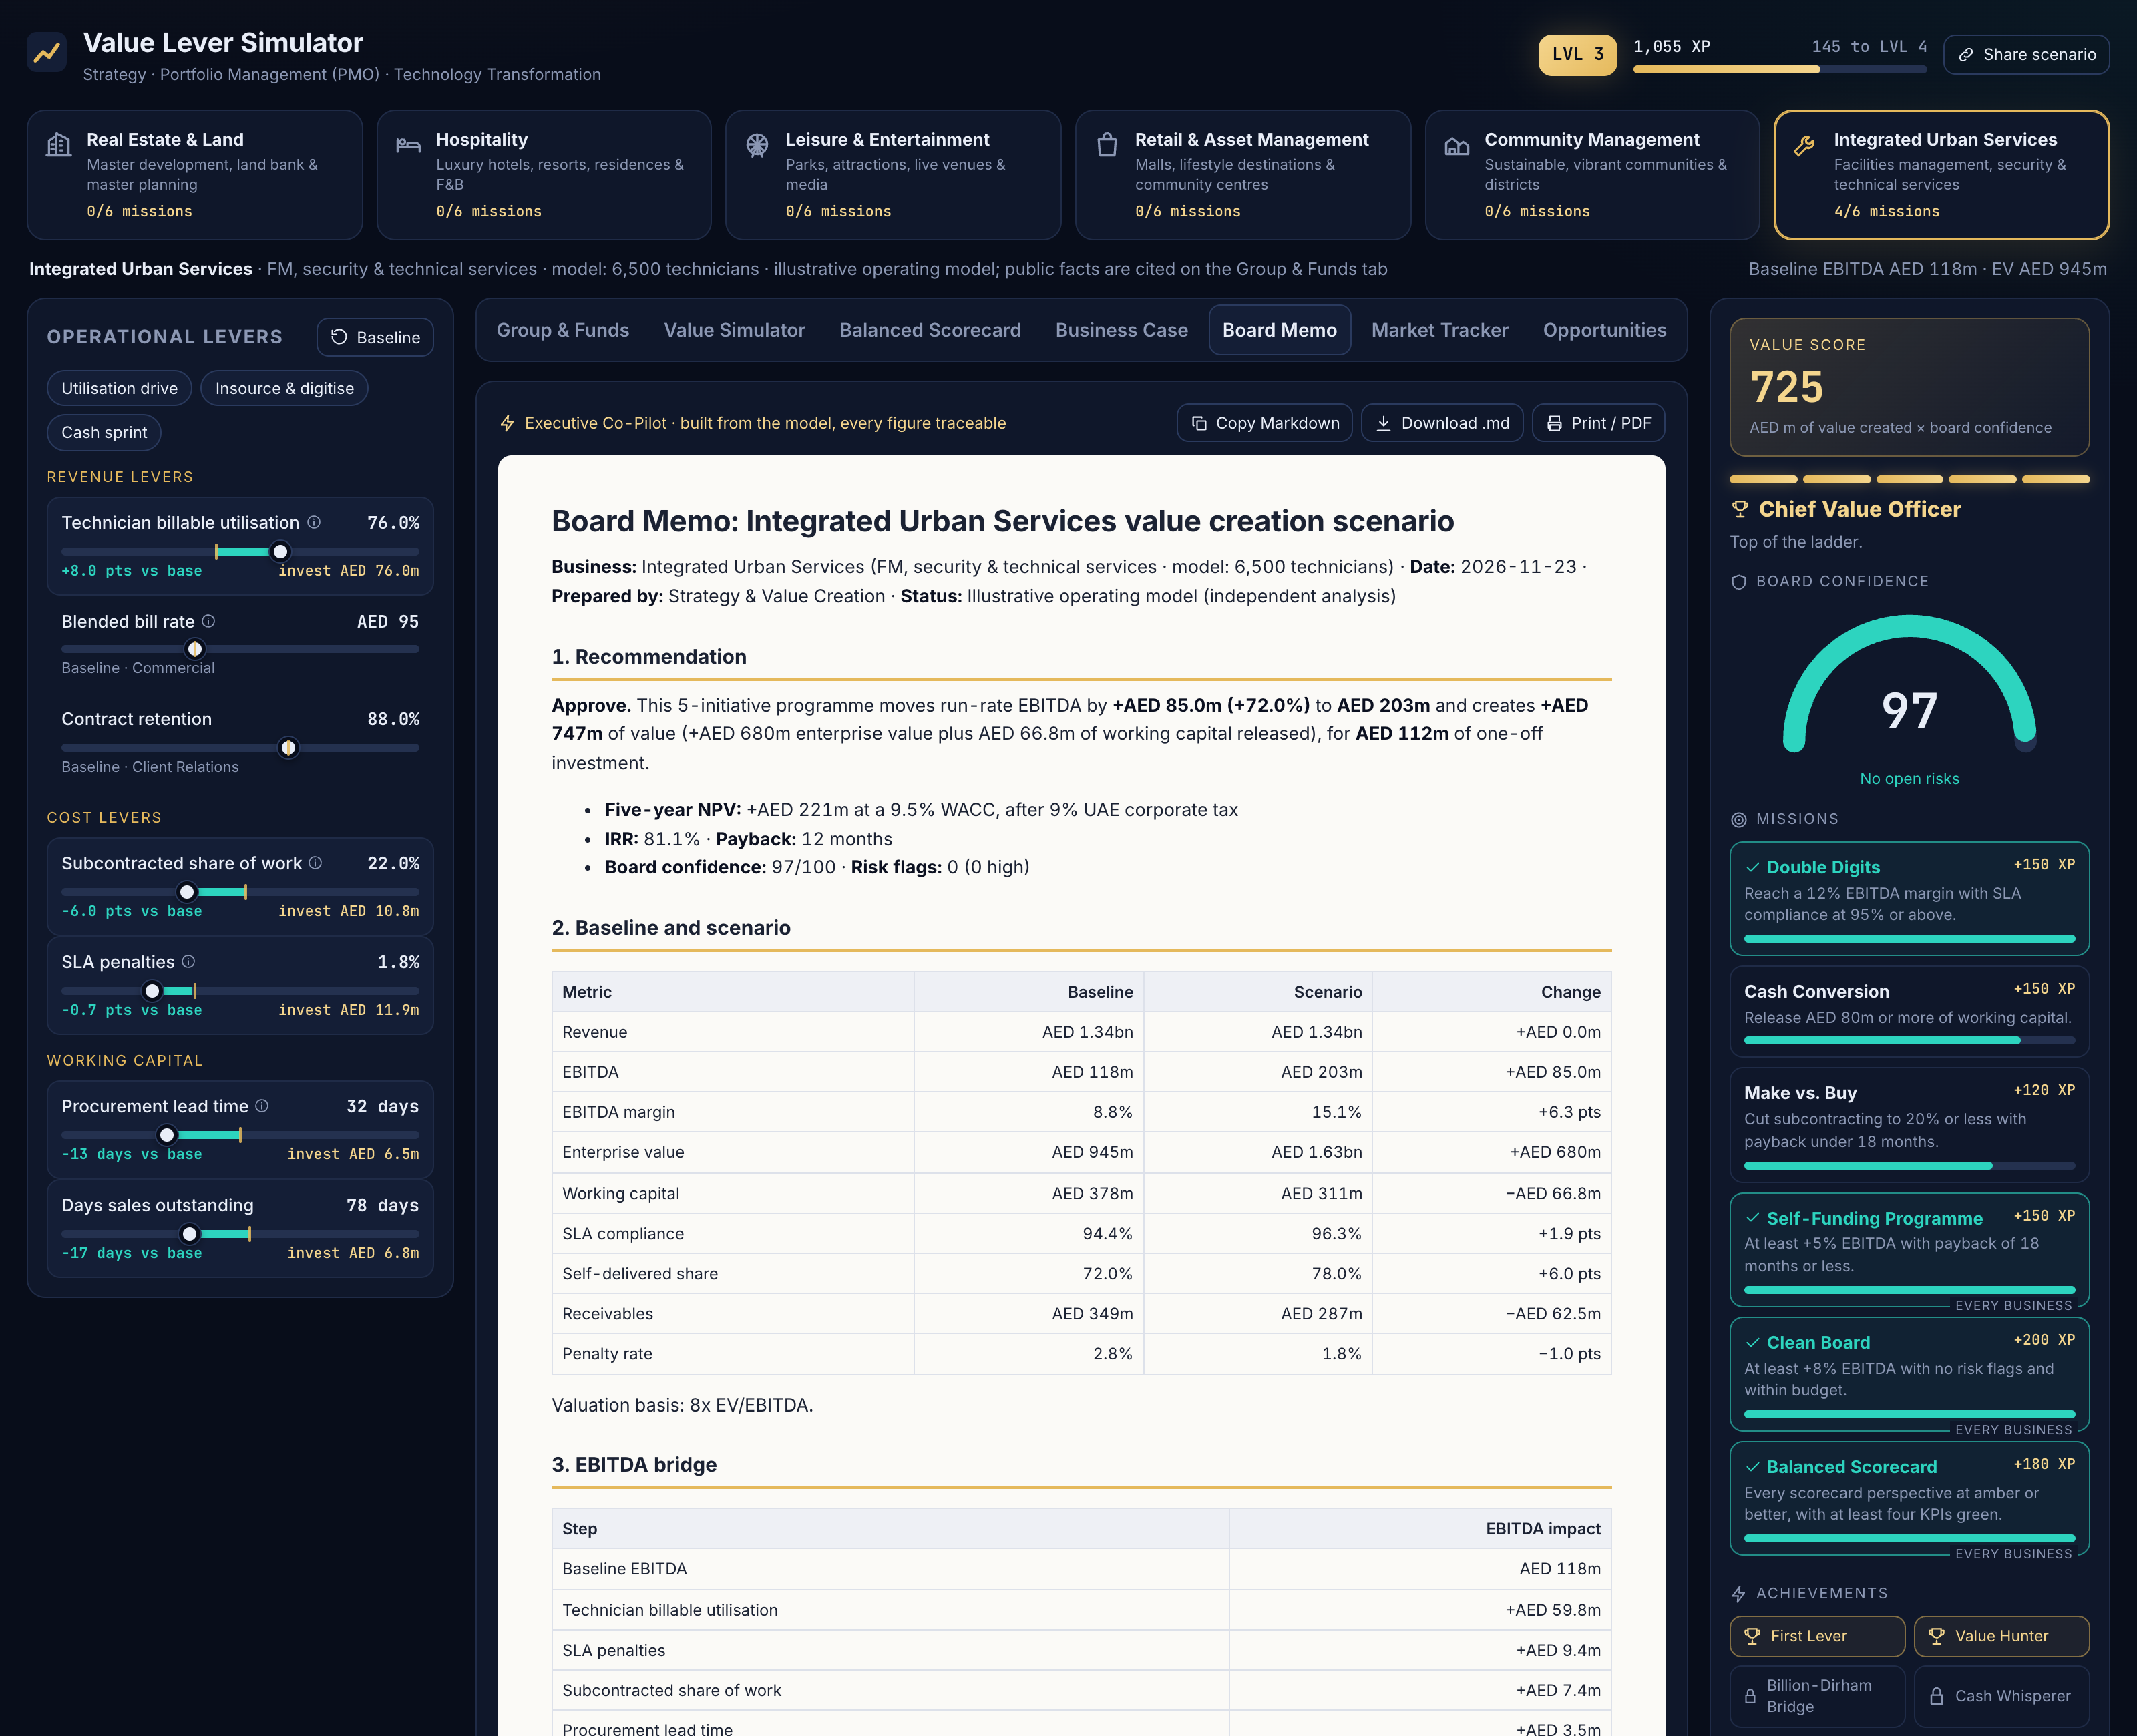 Value Lever Simulator
Strategy · Portfolio Management (PMO) · Technology Transformation
LVL 3
1,055 XP
145 to LVL 4
Share scenario
Real Estate & Land
Master development, land bank &
master planning
0/6 missions
Hospitality
Luxury hotels, resorts, residences &
F&B
0/6 missions
Leisure & Entertainment
Parks, attractions, live venues &
media
0/6 missions
Retail & Asset Management
Malls, lifestyle destinations &
community centres
0/6 missions
Community Management
Sustainable, vibrant communities &
districts
0/6 missions
Integrated Urban Services
Facilities management, security &
technical services
4/6 missions
Integrated Urban Services · FM, security & technical services · model: 6,500 technicians · illustrative operating model; public facts are cited on the Group & Funds tab
Baseline EBITDA AED 118m · EV AED 945m
OPERATIONAL LEVERS
Baseline
Utilisation drive
Insource & digitise
Cash sprint
REVENUE LEVERS
Technician billable utilisation
76.0%
+8.0 pts vs base
invest AED 76.0m
Blended bill rate
AED 95
Baseline · Commercial
Contract retention
88.0%
Baseline · Client Relations
COST LEVERS
Subcontracted share of work
22.0%
-6.0 pts vs base
invest AED 10.8m
SLA penalties
1.8%
-0.7 pts vs base
invest AED 11.9m
WORKING CAPITAL
Procurement lead time
32 days
-13 days vs base
invest AED 6.5m
Days sales outstanding
78 days
-17 days vs base
invest AED 6.8m
Group & Funds
Value Simulator
Balanced Scorecard
Business Case
Board Memo
Market Tracker
Opportunities
Executive Co-Pilot · built from the model, every figure traceable
Copy Markdown
Download .md
Print / PDF
Board Memo: Integrated Urban Services value creation scenario
Business: Integrated Urban Services (FM, security & technical services · model: 6,500 technicians) · Date: 2026-11-23 ·
Prepared by: Strategy & Value Creation · Status: Illustrative operating model (independent analysis)
1. Recommendation
Approve. This 5-initiative programme moves run-rate EBITDA by +AED 85.0m (+72.0%) to AED 203m and creates +AED
747m of value (+AED 680m enterprise value plus AED 66.8m of working capital released), for AED 112m of one-off
investment.
• Five-year NPV: +AED 221m at a 9.5% WACC, after 9% UAE corporate tax
• IRR: 81.1% · Payback: 12 months
• Board confidence: 97/100 · Risk flags: 0 (0 high)
2. Baseline and scenario
Metric Baseline Scenario Change
Revenue AED 1.34bn AED 1.34bn +AED 0.0m
EBITDA AED 118m AED 203m +AED 85.0m
EBITDA margin 8.8% 15.1% +6.3 pts
Enterprise value AED 945m AED 1.63bn +AED 680m
Working capital AED 378m AED 311m −AED 66.8m
SLA compliance 94.4% 96.3% +1.9 pts
Self-delivered share 72.0% 78.0% +6.0 pts
Receivables AED 349m AED 287m −AED 62.5m
Penalty rate 2.8% 1.8% −1.0 pts
Valuation basis: 8x EV/EBITDA.
3. EBITDA bridge
Step EBITDA impact
Baseline EBITDA AED 118m
Technician billable utilisation +AED 59.8m
SLA penalties +AED 9.4m
Subcontracted share of work +AED 7.4m
Procurement lead time +AED 3.5m
VALUE SCORE
725
AED m of value created × board confidence
Chief Value Officer
Top of the ladder.
BOARD CONFIDENCE
97
No open risks
MISSIONS
Double Digits
+150 XP
Reach a 12% EBITDA margin with SLA
compliance at 95% or above.
Cash Conversion
+150 XP
Release AED 80m or more of working capital.
Make vs. Buy
+120 XP
Cut subcontracting to 20% or less with
payback under 18 months.
Self-Funding Programme
+150 XP
At least +5% EBITDA with payback of 18
months or less.
EVERY BUSINESS
Clean Board
+200 XP
At least +8% EBITDA with no risk flags and
within budget.
EVERY BUSINESS
Balanced Scorecard
+180 XP
Every scorecard perspective at amber or
better, with at least four KPIs green.
EVERY BUSINESS
ACHIEVEMENTS
First Lever
Value Hunter
Billion-Dirham
Bridge
Cash Whisperer